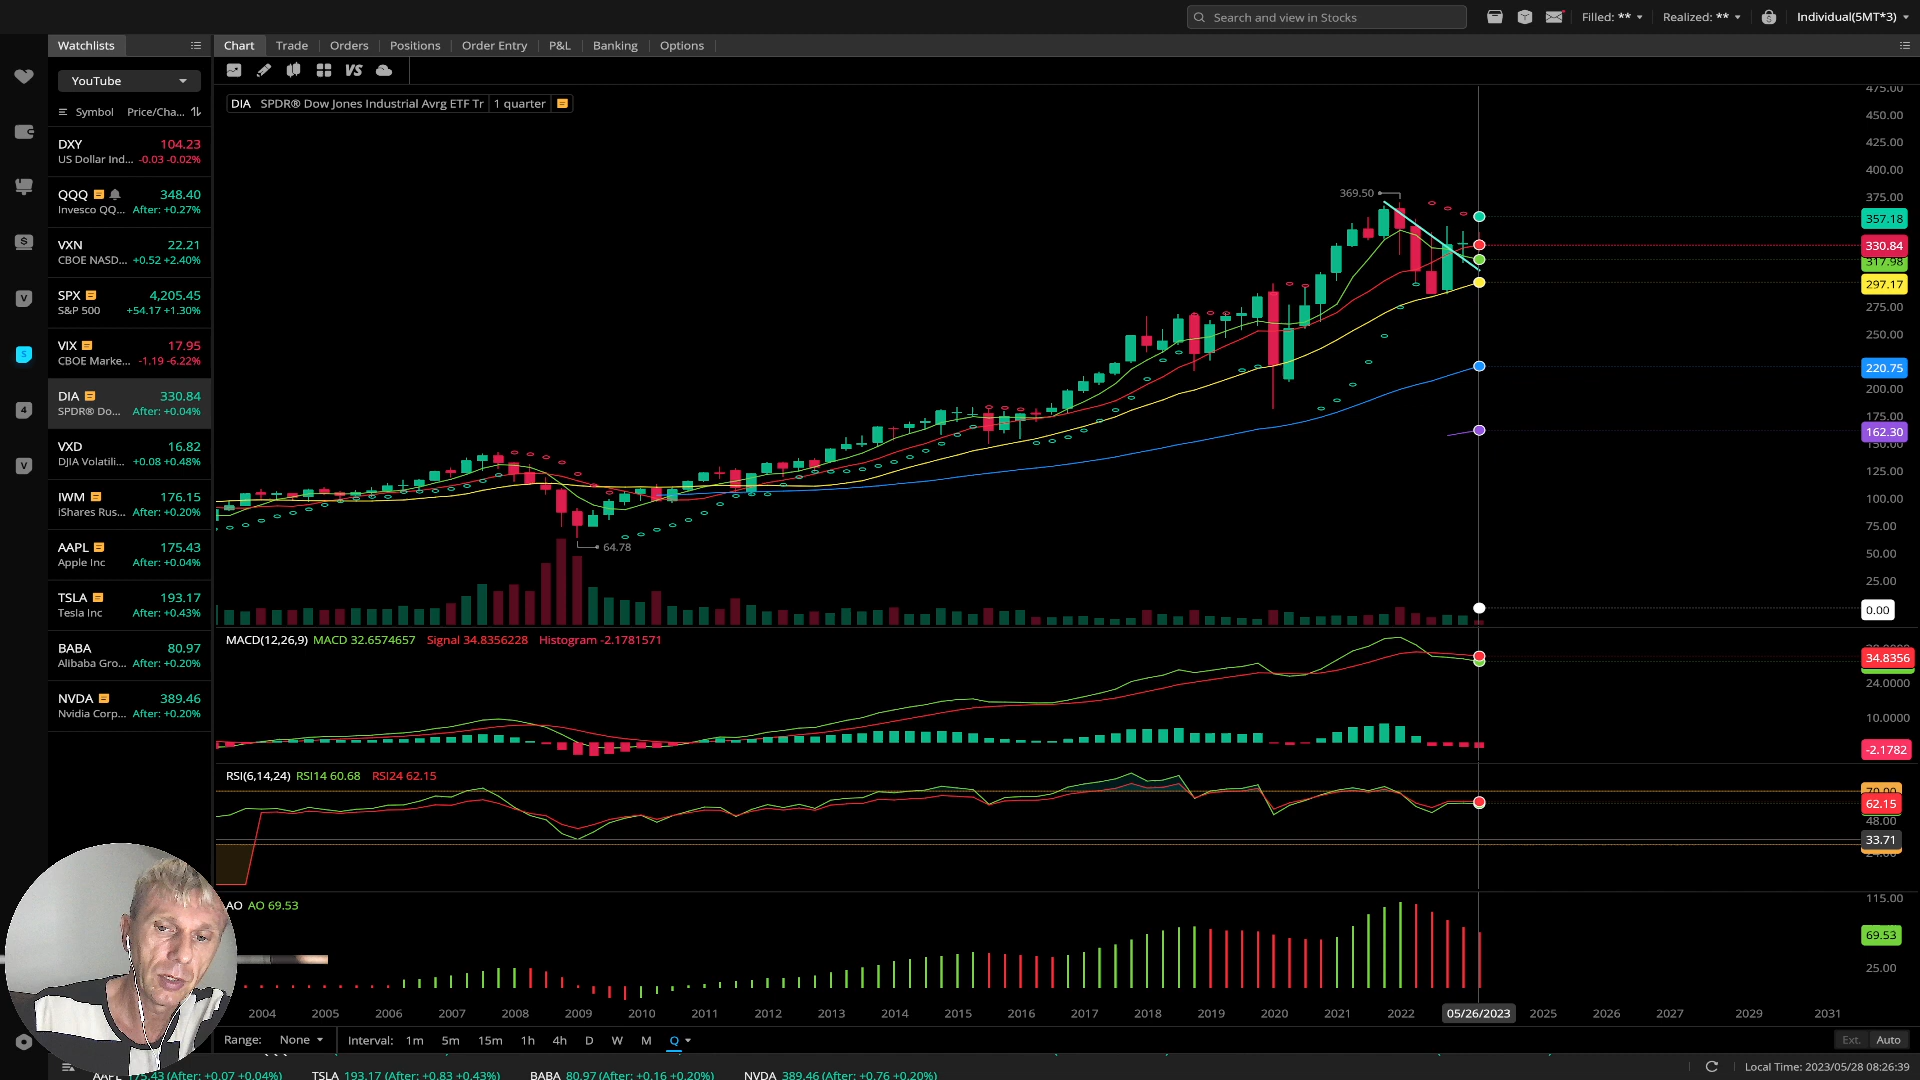 Search and view in Stocks
Filled: **
Realized: **
Individual(5MT*3)
Watchlists
Chart Trade Orders Positions Order Entry P&L Banking Options
YouTube
VS
Symbol Price/Cha...
DIA SPDR® Dow Jones Industrial Avrg ETF Tr 1 quarter
DXY 104.23
US Dollar Ind... -0.03 -0.02%
QQQ 348.40
Invesco QQ... After: +0.27%
VXN 22.21
CBOE NASD... +0.52 +2.40%
SPX 4,205.45
S&P 500 +54.17 +1.30%
VIX 17.95
CBOE Marke... -1.19 -6.22%
DIA 330.84
SPDR® Do... After: +0.04%
VXD 16.82
DJIA Volatili... +0.08 +0.48%
IWM 176.15
iShares Rus... After: +0.20%
AAPL 175.43
Apple Inc After: +0.04%
TSLA 193.17
Tesla Inc After: +0.43%
BABA 80.97
Alibaba Gro... After: +0.20%
NVDA 389.46
Nvidia Corp... After: +0.20%
369.50
64.78
475.00
450.00
425.00
400.00
375.00
357.18
330.84
317.98
297.17
275.00
250.00
220.75
200.00
175.00
162.30
150.00
125.00
100.00
75.00
50.00
25.00
0.00
MACD(12,26,9) MACD 32.6574657 Signal 34.8356228 Histogram -2.1781571
34.8356
24.0000
10.0000
-2.1782
RSI(6,14,24) RSI14 60.68 RSI24 62.15
70.00
62.15
48.00
33.71
AO AO 69.53
115.00
69.53
25.00
2004 2005 2006 2007 2008 2009 2010 2011 2012 2013 2014 2015 2016 2017 2018 2019 2020 2021 2022 05/26/2023 2025 2026 2027 2029 2031
Range: None Interval: 1m 5m 15m 1h 4h D W M Q
Ext. Auto
AAPL 175.43 (After: +0.07 +0.04%) TSLA 193.17 (After: +0.83 +0.43%) BABA 80.97 (After: +0.16 +0.20%) NVDA 389.46 (After: +0.76 +0.20%)
Local Time: 2023/05/28 08:26:39